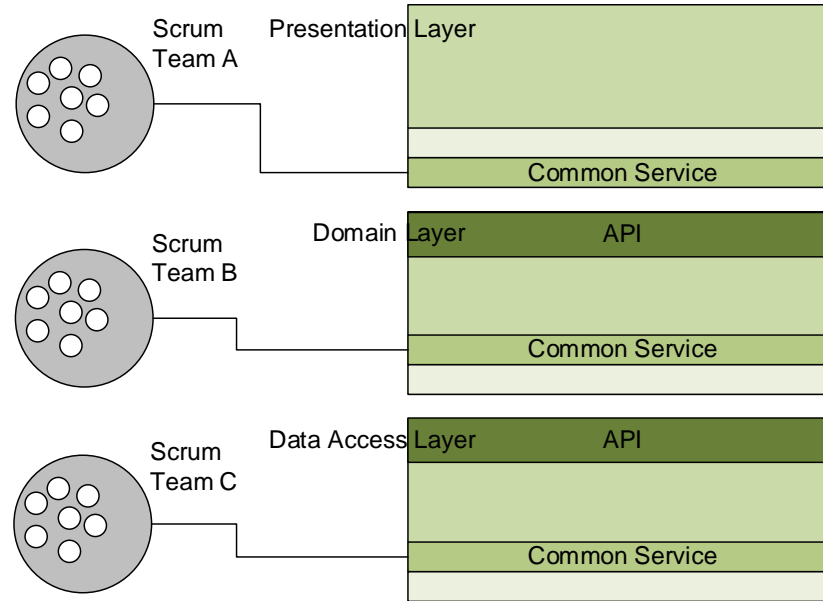 Scrum
Team A
Presentation Layer
Common Service
Scrum
Team B
Domain Layer
API
Common Service
Scrum
Team C
Data Access Layer
API
Common Service